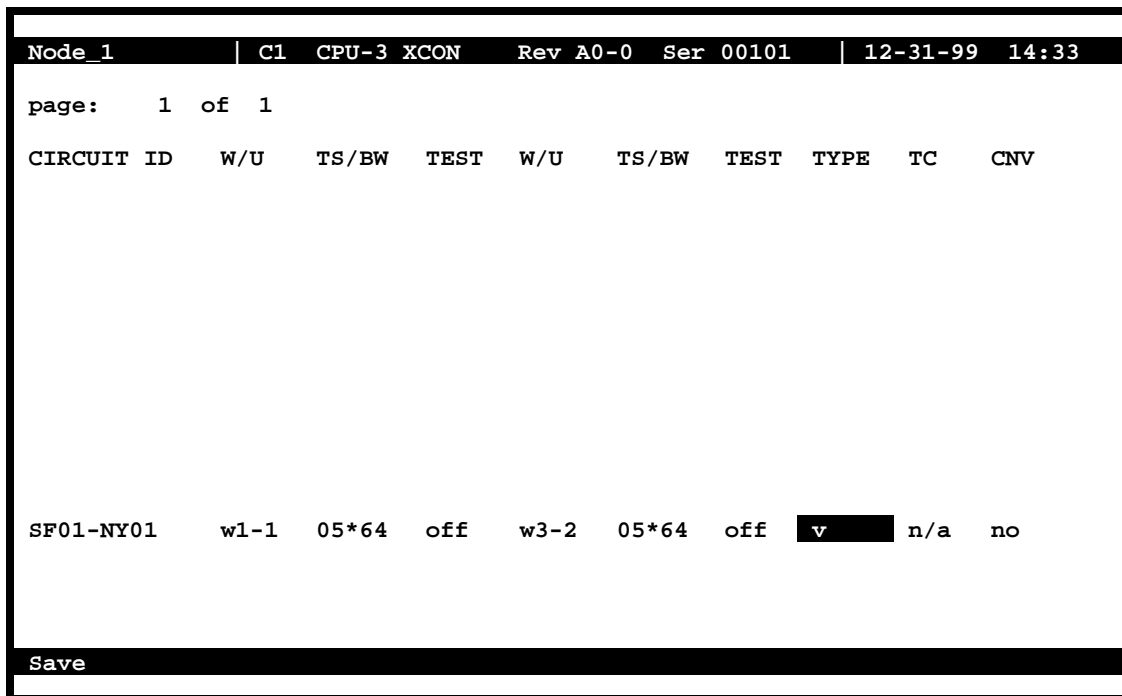 Node_1 | C1 CPU-3 XCON Rev A0-0 Ser 00101 | 12-31-99 14:33
page: 1 of 1
CIRCUIT ID W/U TS/BW TEST W/U TS/BW TEST TYPE TC CNV
SF01-NY01 w1-1 05*64 off w3-2 05*64 off v n/a no
Save